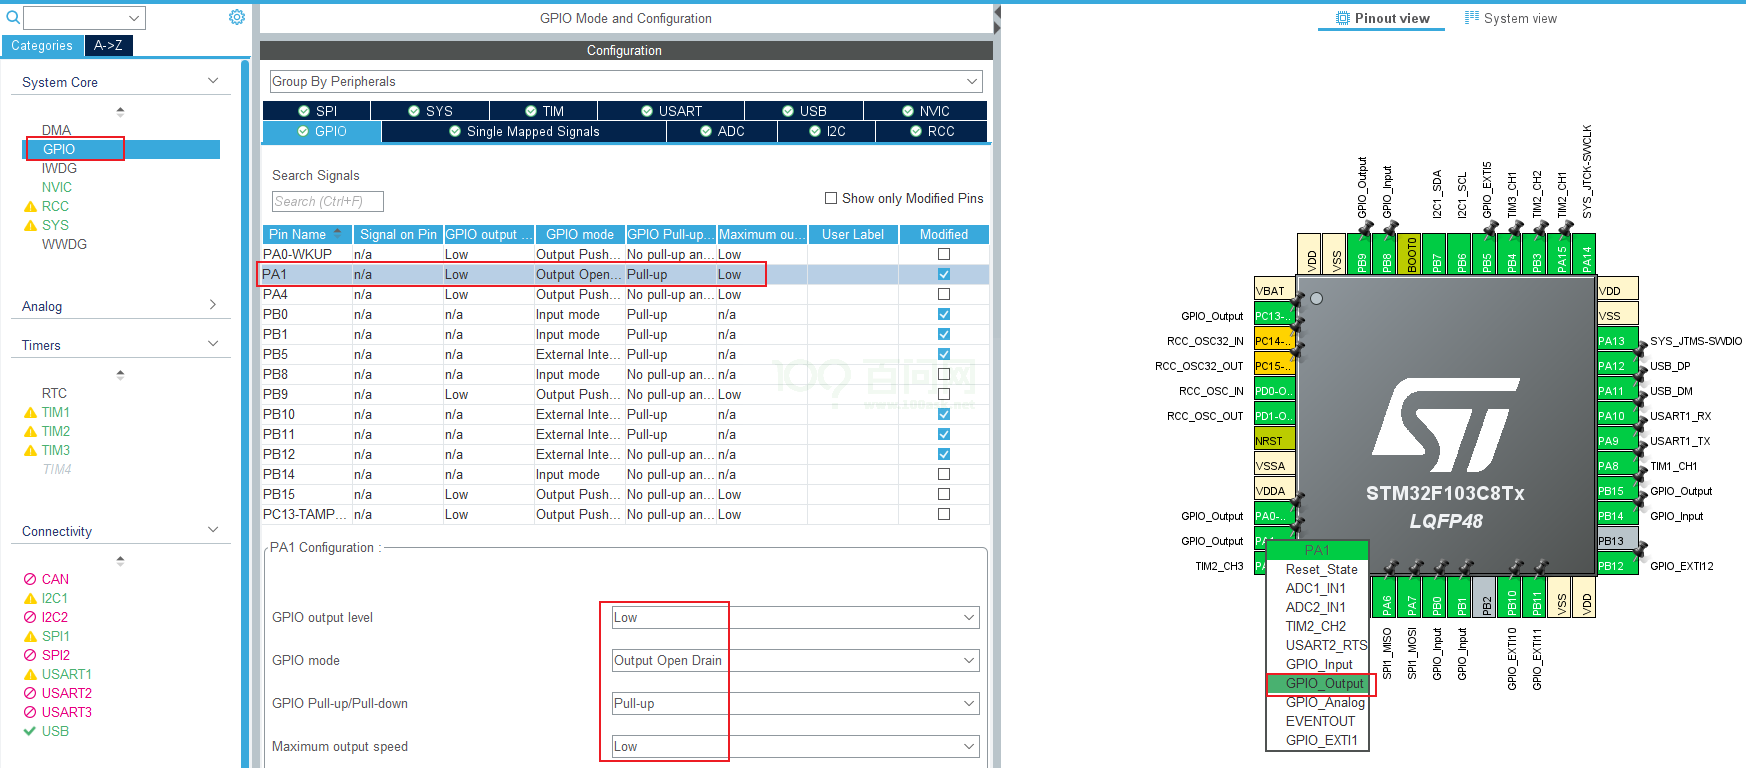 GPIO Mode and Configuration
Pinout view
System view
Categories
A->Z
Configuration
System Core
Group By Peripherals
SPI
SYS
TIM
USART
USB
NVIC
GPIO
Single Mapped Signals
ADC
I2C
RCC
DMA
GPIO
IWDG
NVIC
RCC
SYS
WWDG
Analog
Timers
RTC
TIM1
TIM2
TIM3
TIM4
Connectivity
CAN
I2C1
I2C2
SPI1
SPI2
USART1
USART2
USART3
USB
Search Signals
Search (Ctrl+F)
Show only Modified Pins
Pin Name Signal on Pin GPIO output ... GPIO mode GPIO Pull-up... Maximum ou... User Label Modified
PA0-WKUP n/a Low Output Push... No pull-up an... Low
PA1 n/a Low Output Open... Pull-up Low
PA4 n/a Low Output Push... No pull-up an... Low
PB0 n/a n/a Input mode Pull-up n/a
PB1 n/a n/a Input mode Pull-up n/a
PB5 n/a n/a External Inte... Pull-up n/a
PB8 n/a n/a Input mode No pull-up an... n/a
PB9 n/a Low Output Push... No pull-up an... Low
PB10 n/a n/a External Inte... Pull-up n/a
PB11 n/a n/a External Inte... Pull-up n/a
PB12 n/a n/a External Inte... No pull-up an... n/a
PB14 n/a n/a Input mode No pull-up an... n/a
PB15 n/a Low Output Push... No pull-up an... Low
PC13-TAMP... n/a Low Output Push... No pull-up an... Low
百问网
PA1 Configuration :
GPIO output level
Low
GPIO mode
Output Open Drain
GPIO Pull-up/Pull-down
Pull-up
Maximum output speed
Low
GPIO_Output
GPIO_Input
I2C1_SDA
I2C1_SCL
GPIO_EXTI5
TIM3_CH1
TIM2_CH2
TIM2_CH1
SYS_JTCK-SWCLK
VDD
VSS
PB9
PB8
BOOT0
PB7
PB6
PB5
PB4
PB3
PA15
PA14
VBAT
GPIO_Output PC13-..
RCC_OSC32_IN PC14-..
RCC_OSC32_OUT PC15-..
RCC_OSC_IN PD0-O..
RCC_OSC_OUT PD1-O..
NRST
VSSA
VDDA
GPIO_Output PA0-..
GPIO_Output
TIM2_CH3
VDD
VSS
PA13 SYS_JTMS-SWDIO
PA12 USB_DP
PA11 USB_DM
PA10 USART1_RX
PA9 USART1_TX
PA8 TIM1_CH1
PB15 GPIO_Output
PB14 GPIO_Input
PB13
PB12 GPIO_EXTI12
STM32F103C8Tx
LQFP48
PA1
Reset_State
ADC1_IN1
ADC2_IN1
TIM2_CH2
USART2_RTS
GPIO_Input
GPIO_Output
GPIO_Analog
EVENTOUT
GPIO_EXTI1
PA6
PA7
PB0
PB1
PB2
PB10
PB11
VSS
VDD
SPI1_MISO
SPI1_MOSI
GPIO_Input
GPIO_Input
GPIO_EXTI10
GPIO_EXTI11